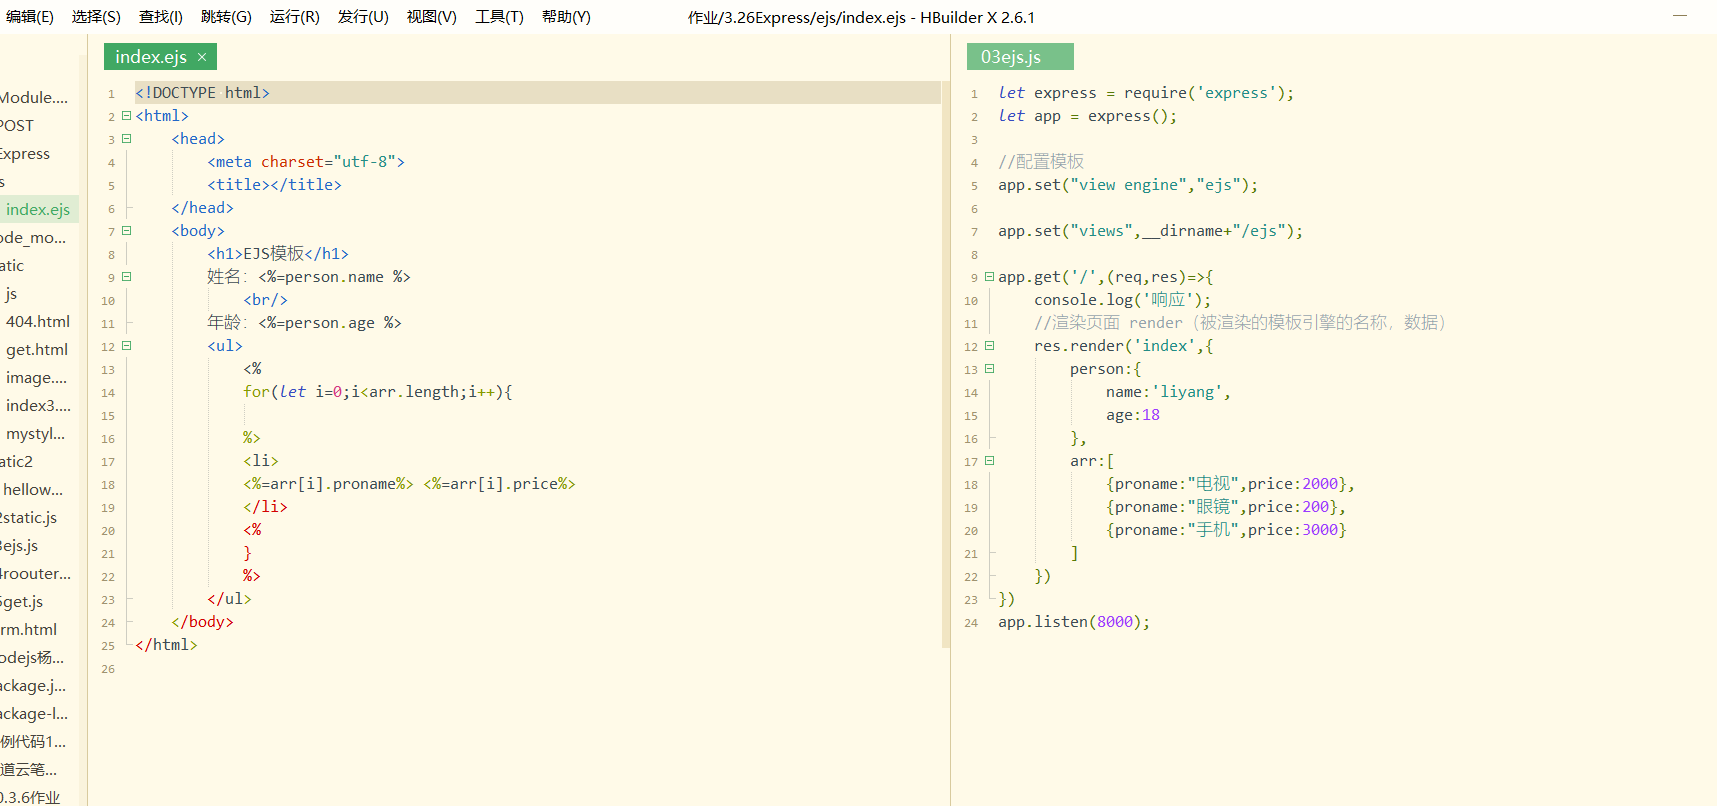 编辑(E) 选择(S) 查找(I) 跳转(G) 运行(R) 发行(U) 视图(V) 工具(T) 帮助(Y) 作业/3.26Express/ejs/index.ejs - HBuilder X 2.6.1
Module....
POST
Express
s
index.ejs
ode_mo...
atic
js
404.html
get.html
image....
index3....
mystyl...
atic2
hellow...
2static.js
3ejs.js
4roouter...
5get.js
rm.html
odejs杨...
ackage.j...
ackage-l...
例代码1...
道云笔...
0.3.6作业
index.ejs ×
1 <!DOCTYPE html>
2 <html>
3 <head>
4 <meta charset="utf-8">
5 <title></title>
6 </head>
7 <body>
8 <h1>EJS模板</h1>
9 姓名：<%=person.name %>
10 <br/>
11 年龄：<%=person.age %>
12 <ul>
13 <%
14 for(let i=0;i<arr.length;i++){
15
16 %>
17 <li>
18 <%=arr[i].proname%> <%=arr[i].price%>
19 </li>
20 <%
21 }
22 %>
23 </ul>
24 </body>
25 </html>
26
03ejs.js
1 let express = require('express');
2 let app = express();
3
4 //配置模板
5 app.set("view engine","ejs");
6
7 app.set("views",__dirname+"/ejs");
8
9 app.get('/',(req,res)=>{
10 console.log('响应');
11 //渲染页面 render（被渲染的模板引擎的名称，数据）
12 res.render('index',{
13 person:{
14 name:'liyang',
15 age:18
16 },
17 arr:[
18 {proname:"电视",price:2000},
19 {proname:"眼镜",price:200},
20 {proname:"手机",price:3000}
21 ]
22 })
23 })
24 app.listen(8000);